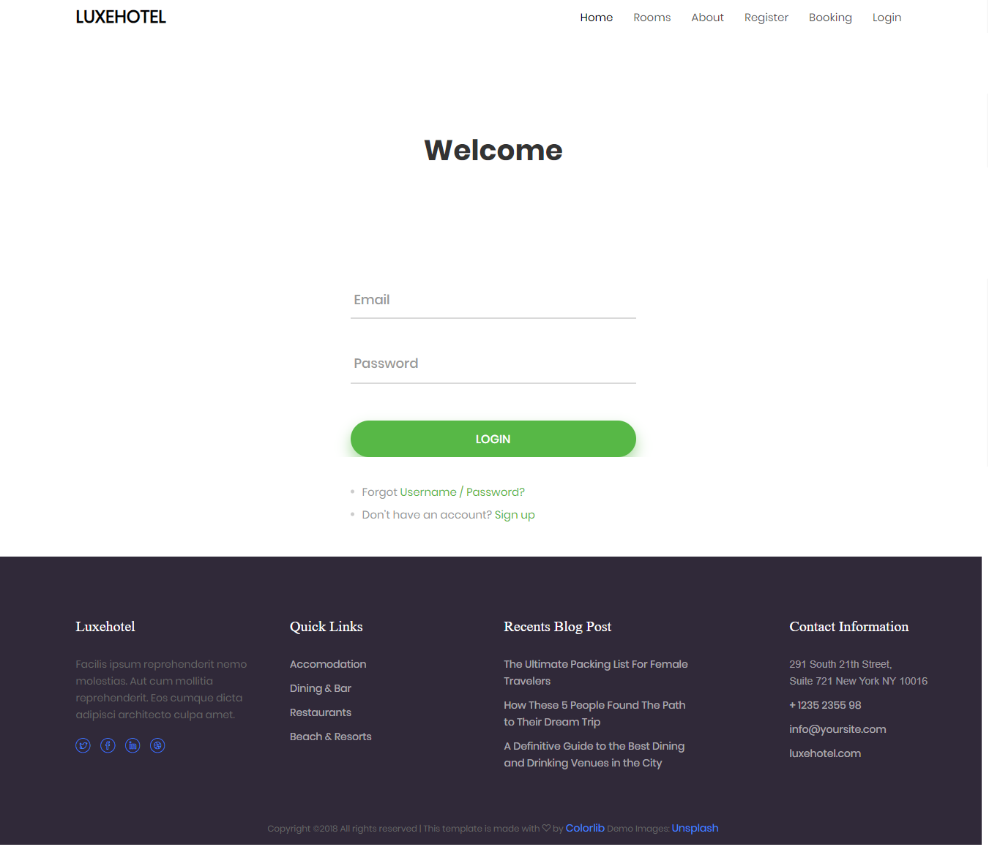 LUXEHOTEL
Home Rooms About Register Booking Login
Welcome
Email
Password
LOGIN
Forgot Username / Password?
Don't have an account? Sign up
Luxehotel
Facilis ipsum reprehenderit nemo
molestias. Aut cum mollitia
reprehenderit. Eos cumque dicta
adipisci architecto culpa amet.
Quick Links
Accomodation
Dining & Bar
Restaurants
Beach & Resorts
Recents Blog Post
The Ultimate Packing List For Female
Travelers
How These 5 People Found The Path
to Their Dream Trip
A Definitive Guide to the Best Dining
and Drinking Venues in the City
Contact Information
291 South 21th Street,
Suite 721 New York NY 10016
+ 1235 2355 98
info@yoursite.com
luxehotel.com
Copyright ©2018 All rights reserved | This template is made with ♡ by Colorlib Demo Images: Unsplash